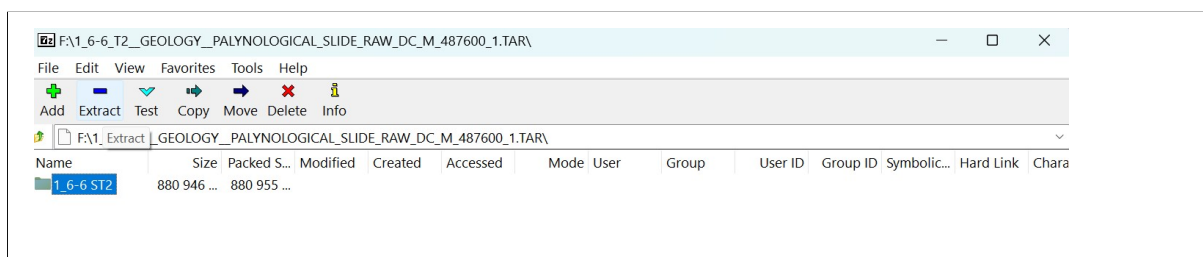 7z F:\1_6-6_T2__GEOLOGY__PALYNOLOGICAL_SLIDE_RAW_DC_M_487600_1.TAR\
File Edit View Favorites Tools Help
Add Extract Test Copy Move Delete Info
F:\1_ Extract _GEOLOGY__PALYNOLOGICAL_SLIDE_RAW_DC_M_487600_1.TAR\
Name Size Packed S... Modified Created Accessed Mode User Group User ID Group ID Symbolic... Hard Link Chara
1_6-6 ST2 880 946 ... 880 955 ...